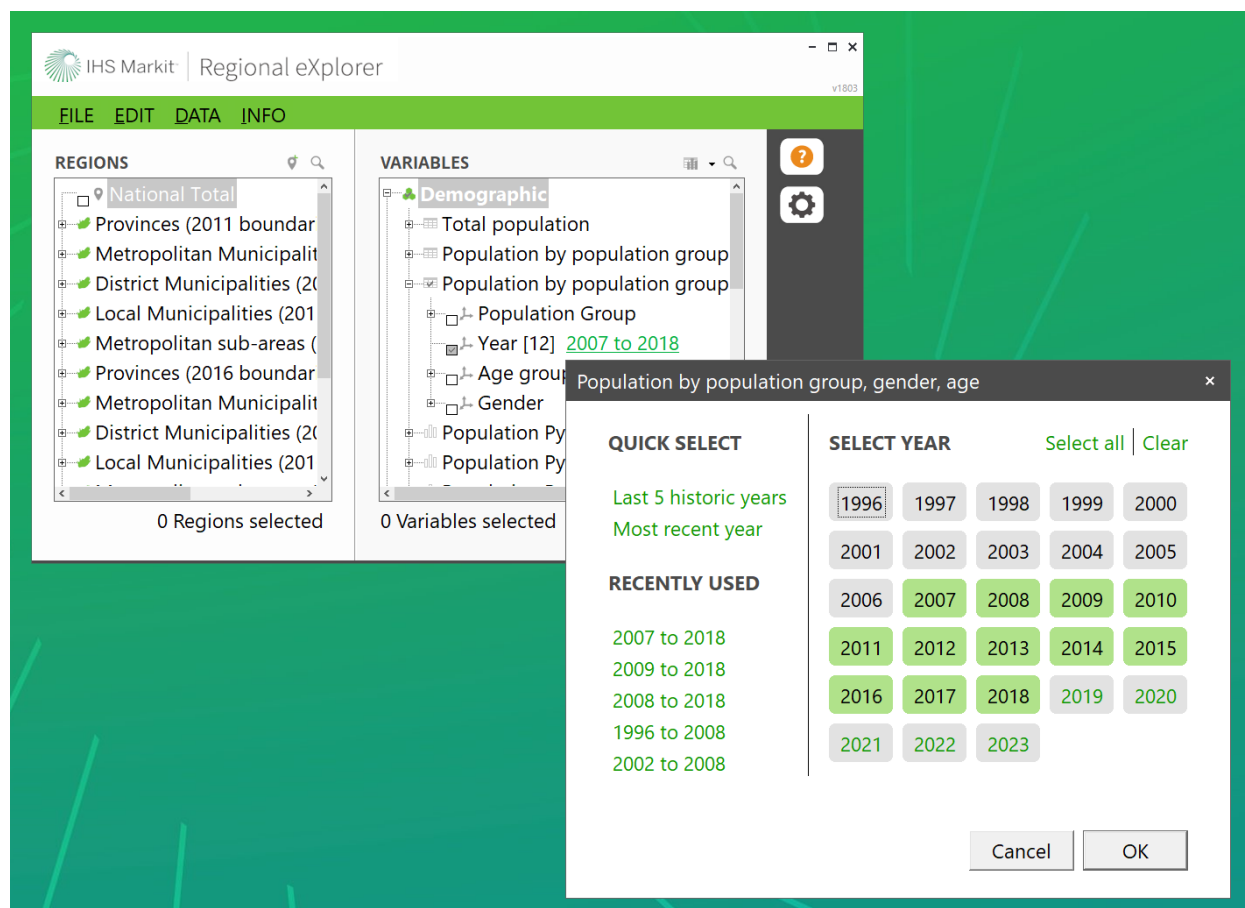 IHS Markit Regional eXplorer
v1803
FILE EDIT DATA INFO
REGIONS
National Total
Provinces (2011 boundar
Metropolitan Municipalit
District Municipalities (20
Local Municipalities (201
Metropolitan sub-areas (
Provinces (2016 boundar
Metropolitan Municipalit
District Municipalities (20
Local Municipalities (201
0 Regions selected
VARIABLES
Demographic
Total population
Population by population group
Population by population group
Population Group
Year [12] 2007 to 2018
Age group
Gender
Population Py
Population Py
0 Variables selected
?
Population by population group, gender, age
QUICK SELECT
Last 5 historic years
Most recent year
RECENTLY USED
2007 to 2018
2009 to 2018
2008 to 2018
1996 to 2008
2002 to 2008
SELECT YEAR Select all Clear
1996 1997 1998 1999 2000
2001 2002 2003 2004 2005
2006 2007 2008 2009 2010
2011 2012 2013 2014 2015
2016 2017 2018 2019 2020
2021 2022 2023
Cancel OK